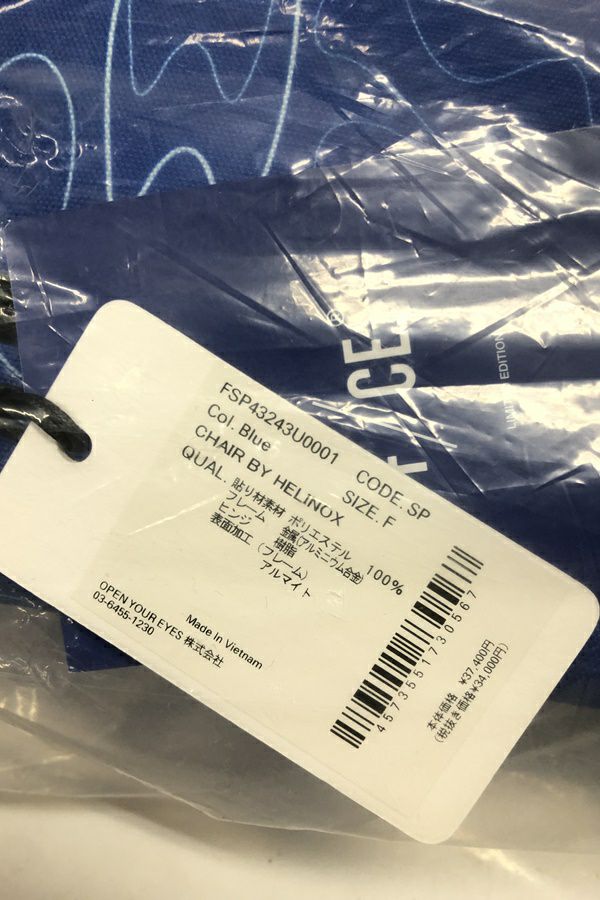 CE®
LIMITED EDITION
FSP43243U0001 CODE. SP
Col. Blue SIZE. F
CHAIR BY HELINOX
QUAL. 貼り材素材 ポリエステル 100%
フレーム 金属(アルミニウム合金)
ヒンジ 樹脂
表面加工 (フレーム)
アルマイト
Made in Vietnam
OPEN YOUR EYES 株式会社
03-6455-1230
4573551730567
本体価格 ¥37,400円
(税抜き価格¥34,000円)